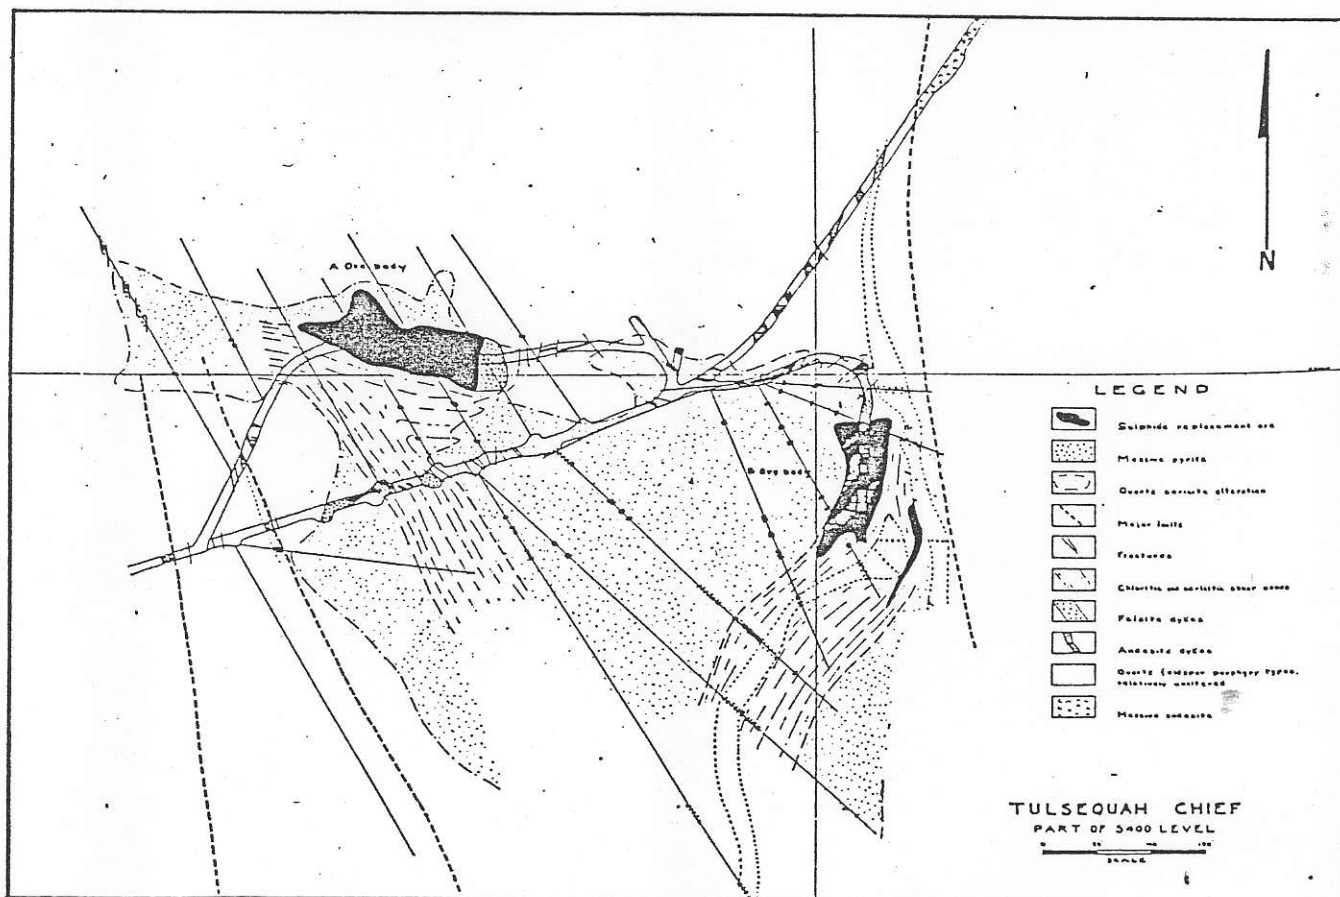 A Ore body
N
B Ore body
LEGEND
Sulphide replacement ore
Massive pyrite
Quartz sericite alteration
Major faults
Fractures
Chloritic and sericitic shear zones
Felsite dykes
Andesite dykes
Quartz feldspar porphyry types,
relatively unaltered
Massive andesite
TULSEQUAH CHIEF
PART OF 5400 LEVEL
SCALE